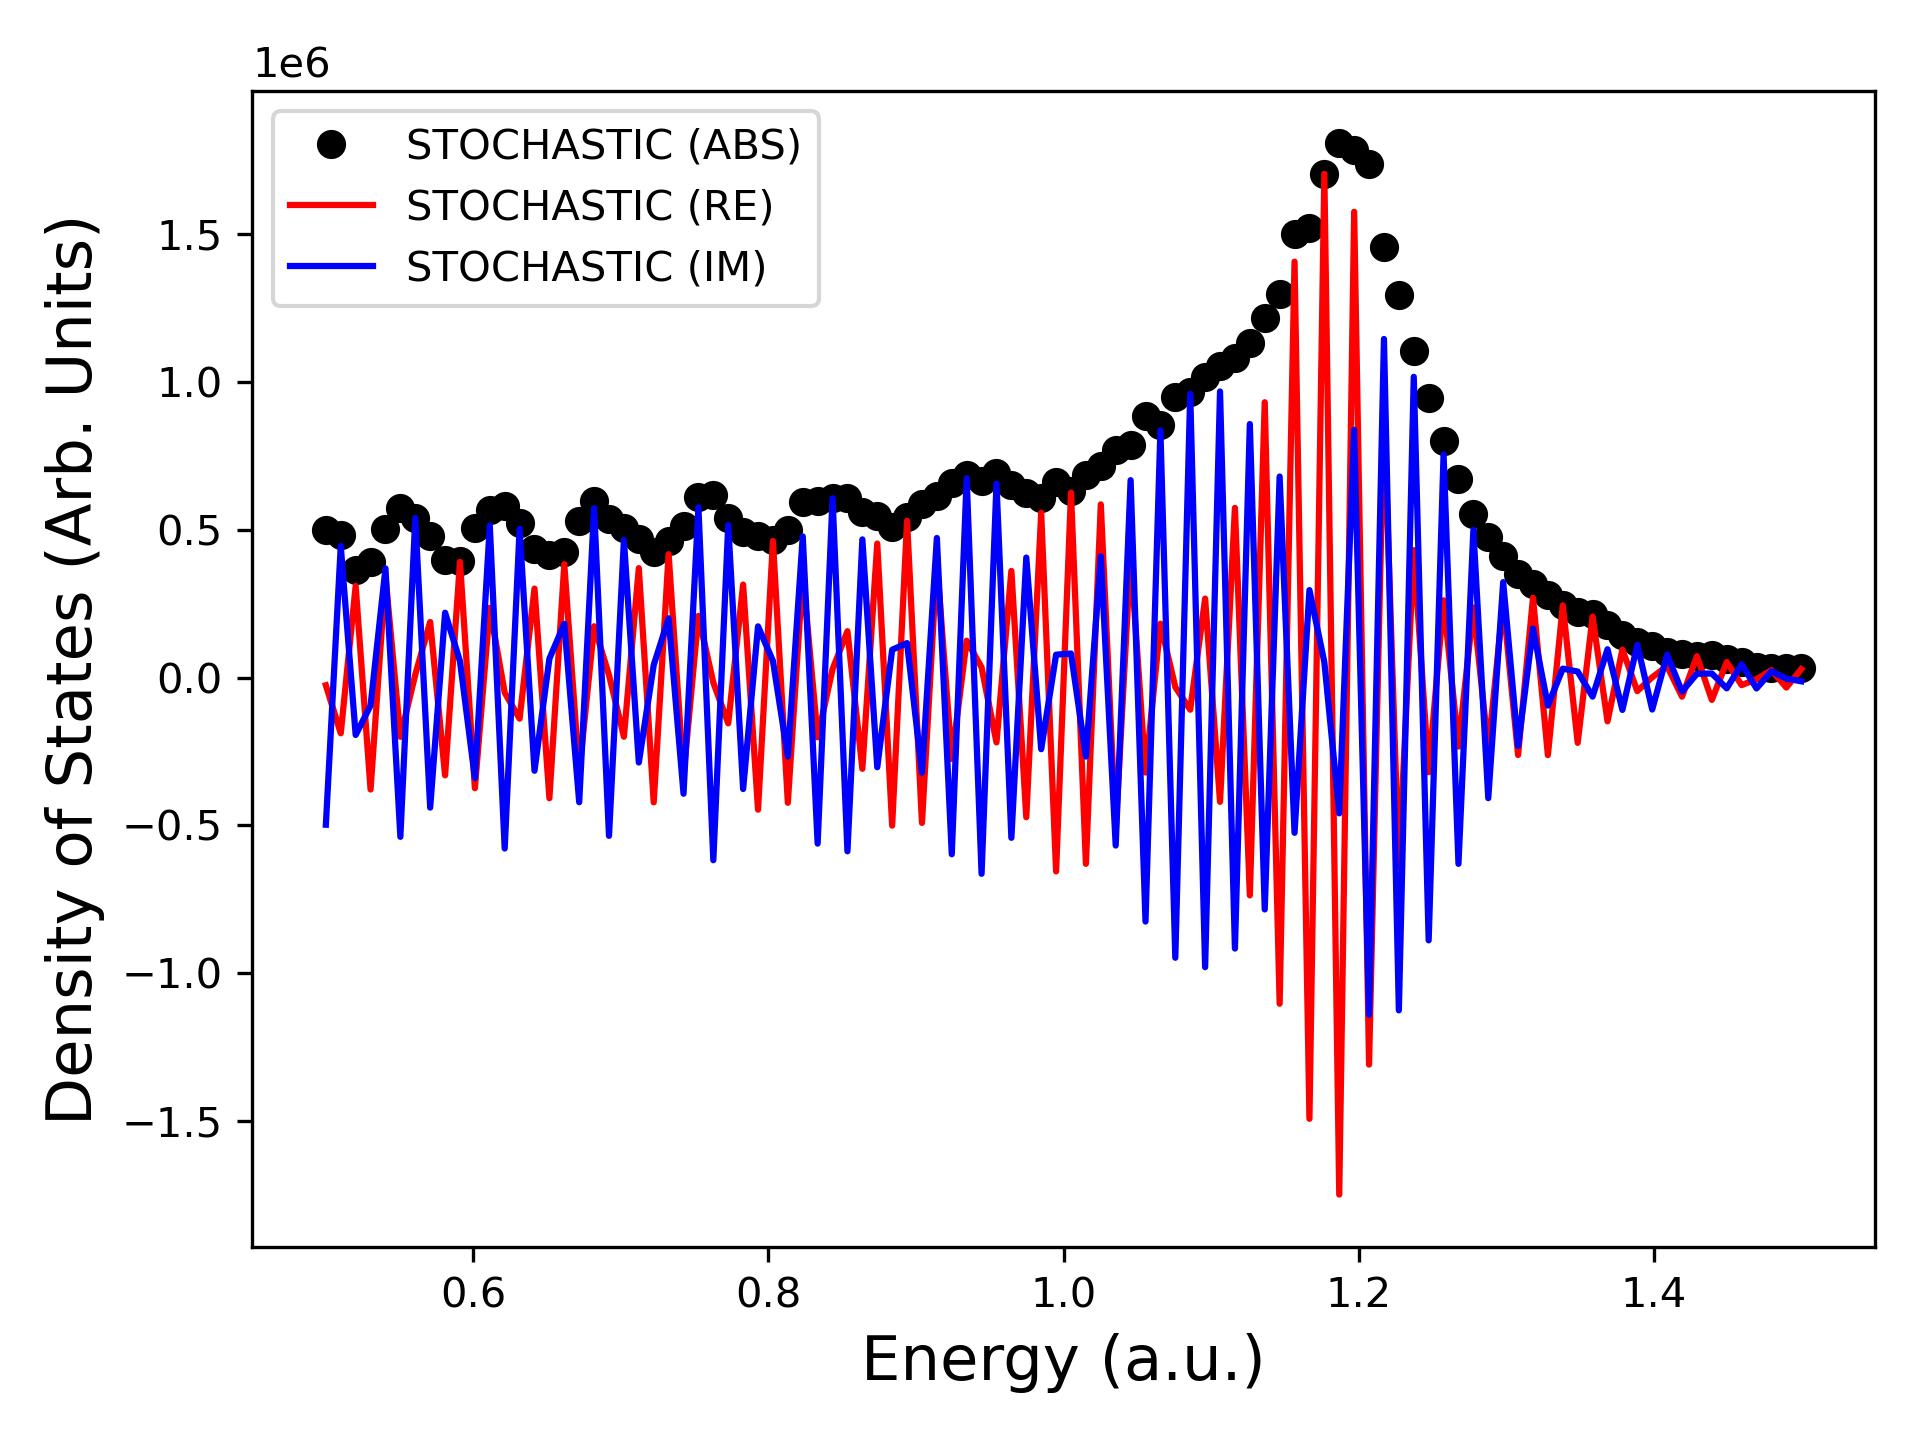 1e6
STOCHASTIC (ABS)
STOCHASTIC (RE)
STOCHASTIC (IM)
Density of States (Arb. Units)
1.5
1.0
0.5
0.0
−0.5
−1.0
−1.5
0.6 0.8 1.0 1.2 1.4
Energy (a.u.)